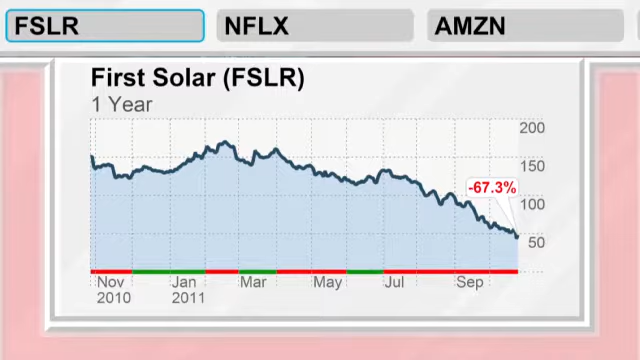 FSLR NFLX AMZN
First Solar (FSLR)
1 Year
200
150
-67.3%
100
50
Nov Jan Mar May Jul Sep
2010 2011